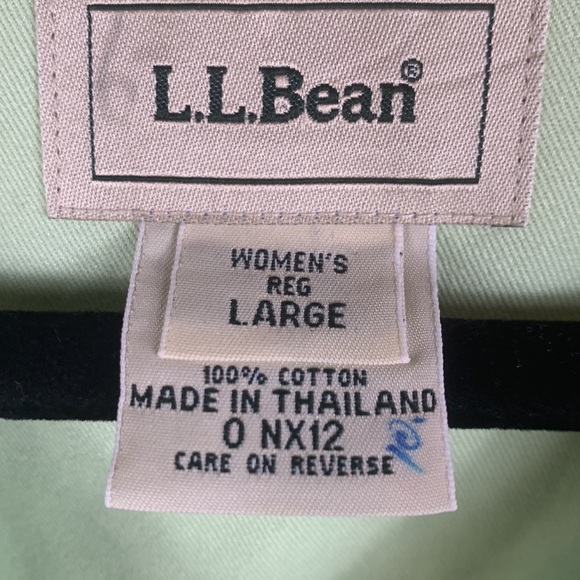 L.L.Bean®
WOMEN'S
REG
LARGE
100% COTTON
MADE IN THAILAND
0 NX12
CARE ON REVERSE